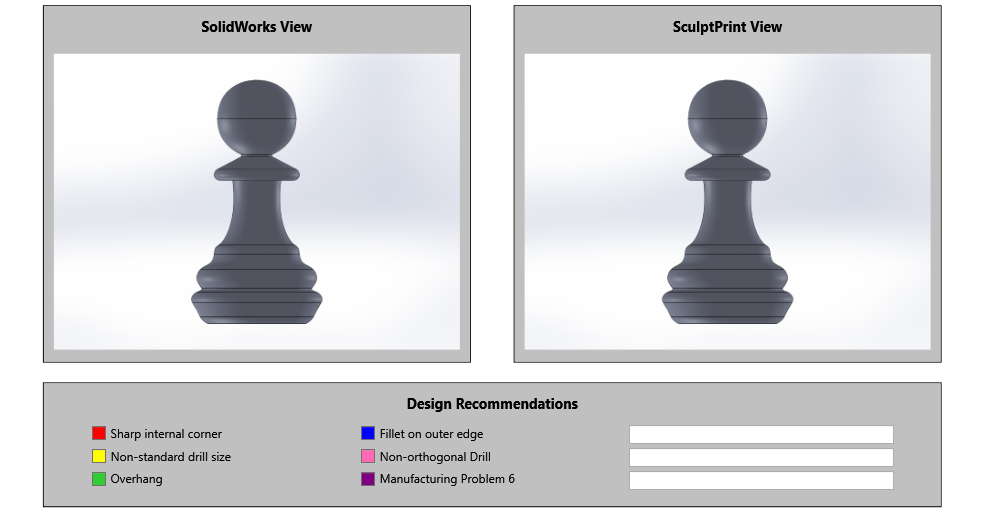 SolidWorks View
SculptPrint View
Design Recommendations
Sharp internal corner
Fillet on outer edge
Non-standard drill size
Non-orthogonal Drill
Overhang
Manufacturing Problem 6